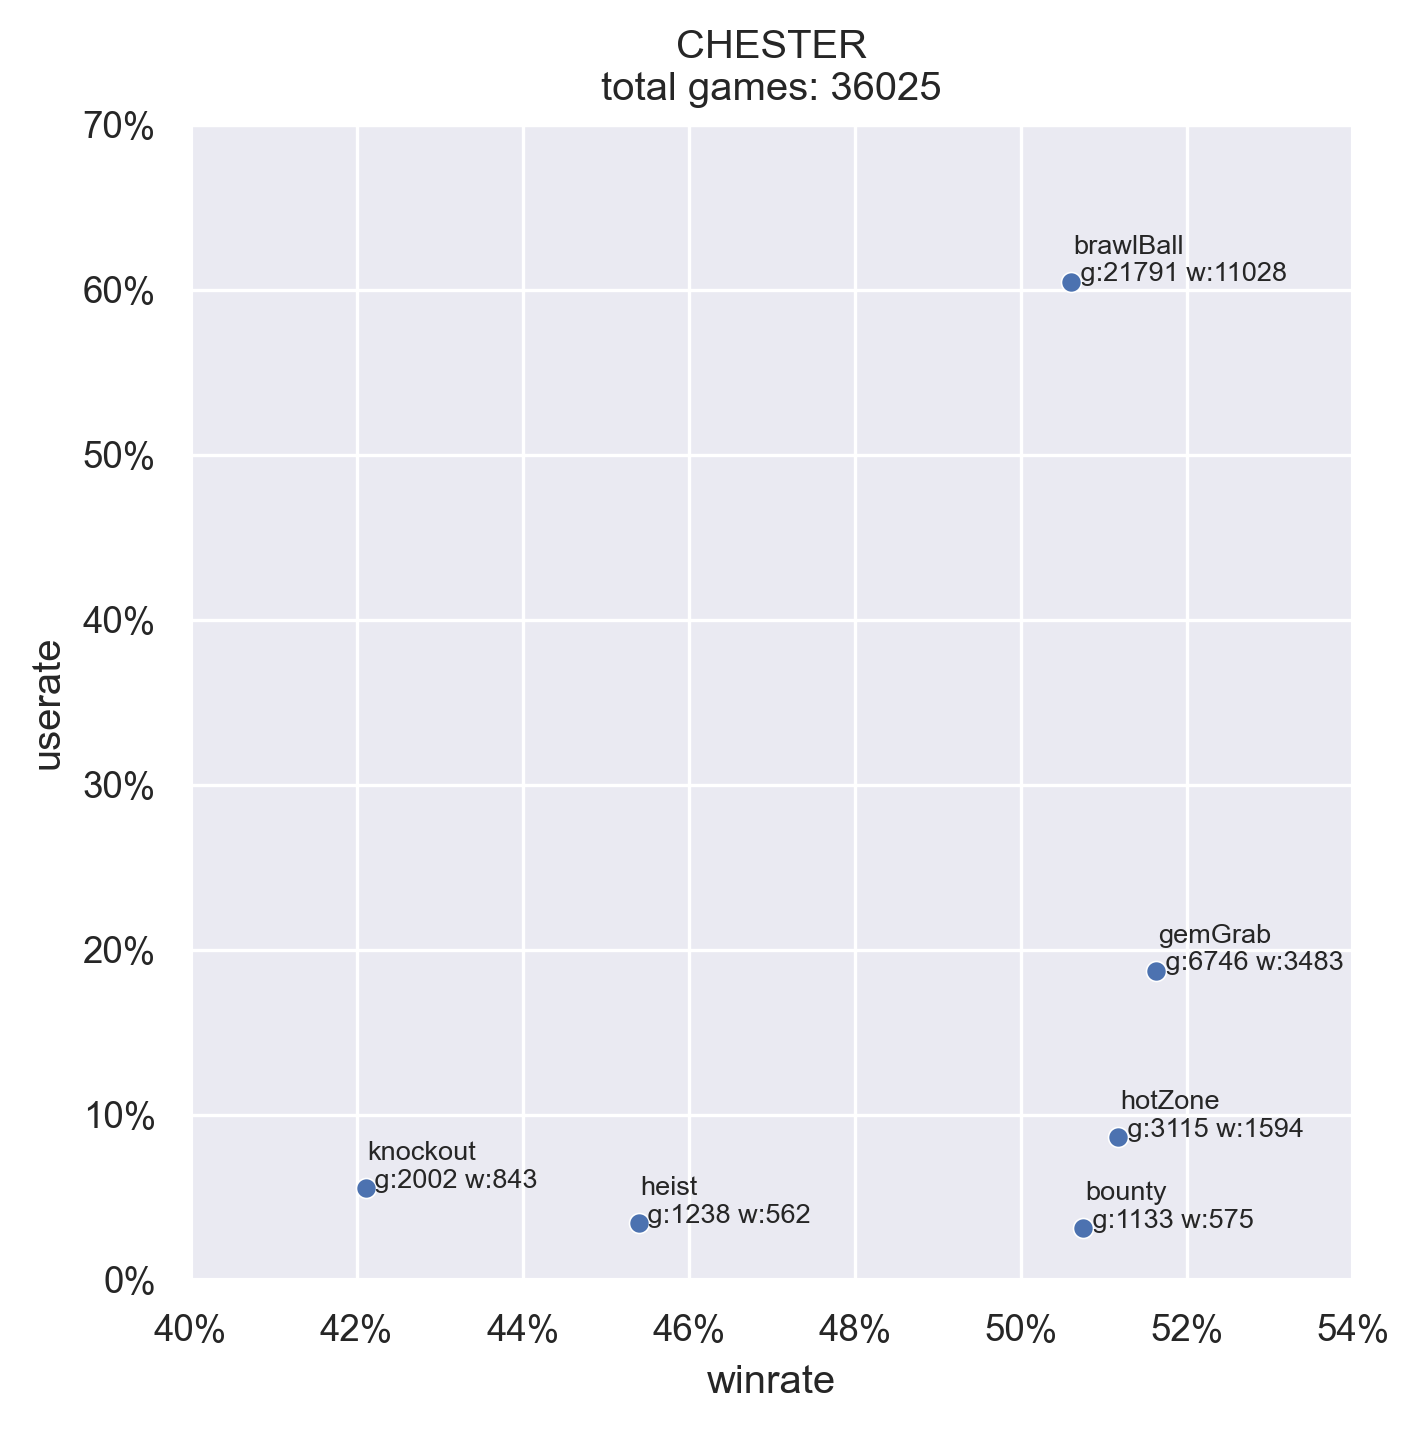 CHESTER
total games: 36025
70%
60%
50%
40%
30%
20%
10%
0%
userate
brawlBall
g:21791 w:11028
gemGrab
g:6746 w:3483
hotZone
g:3115 w:1594
knockout
g:2002 w:843
heist
g:1238 w:562
bounty
g:1133 w:575
40% 42% 44% 46% 48% 50% 52% 54%
winrate